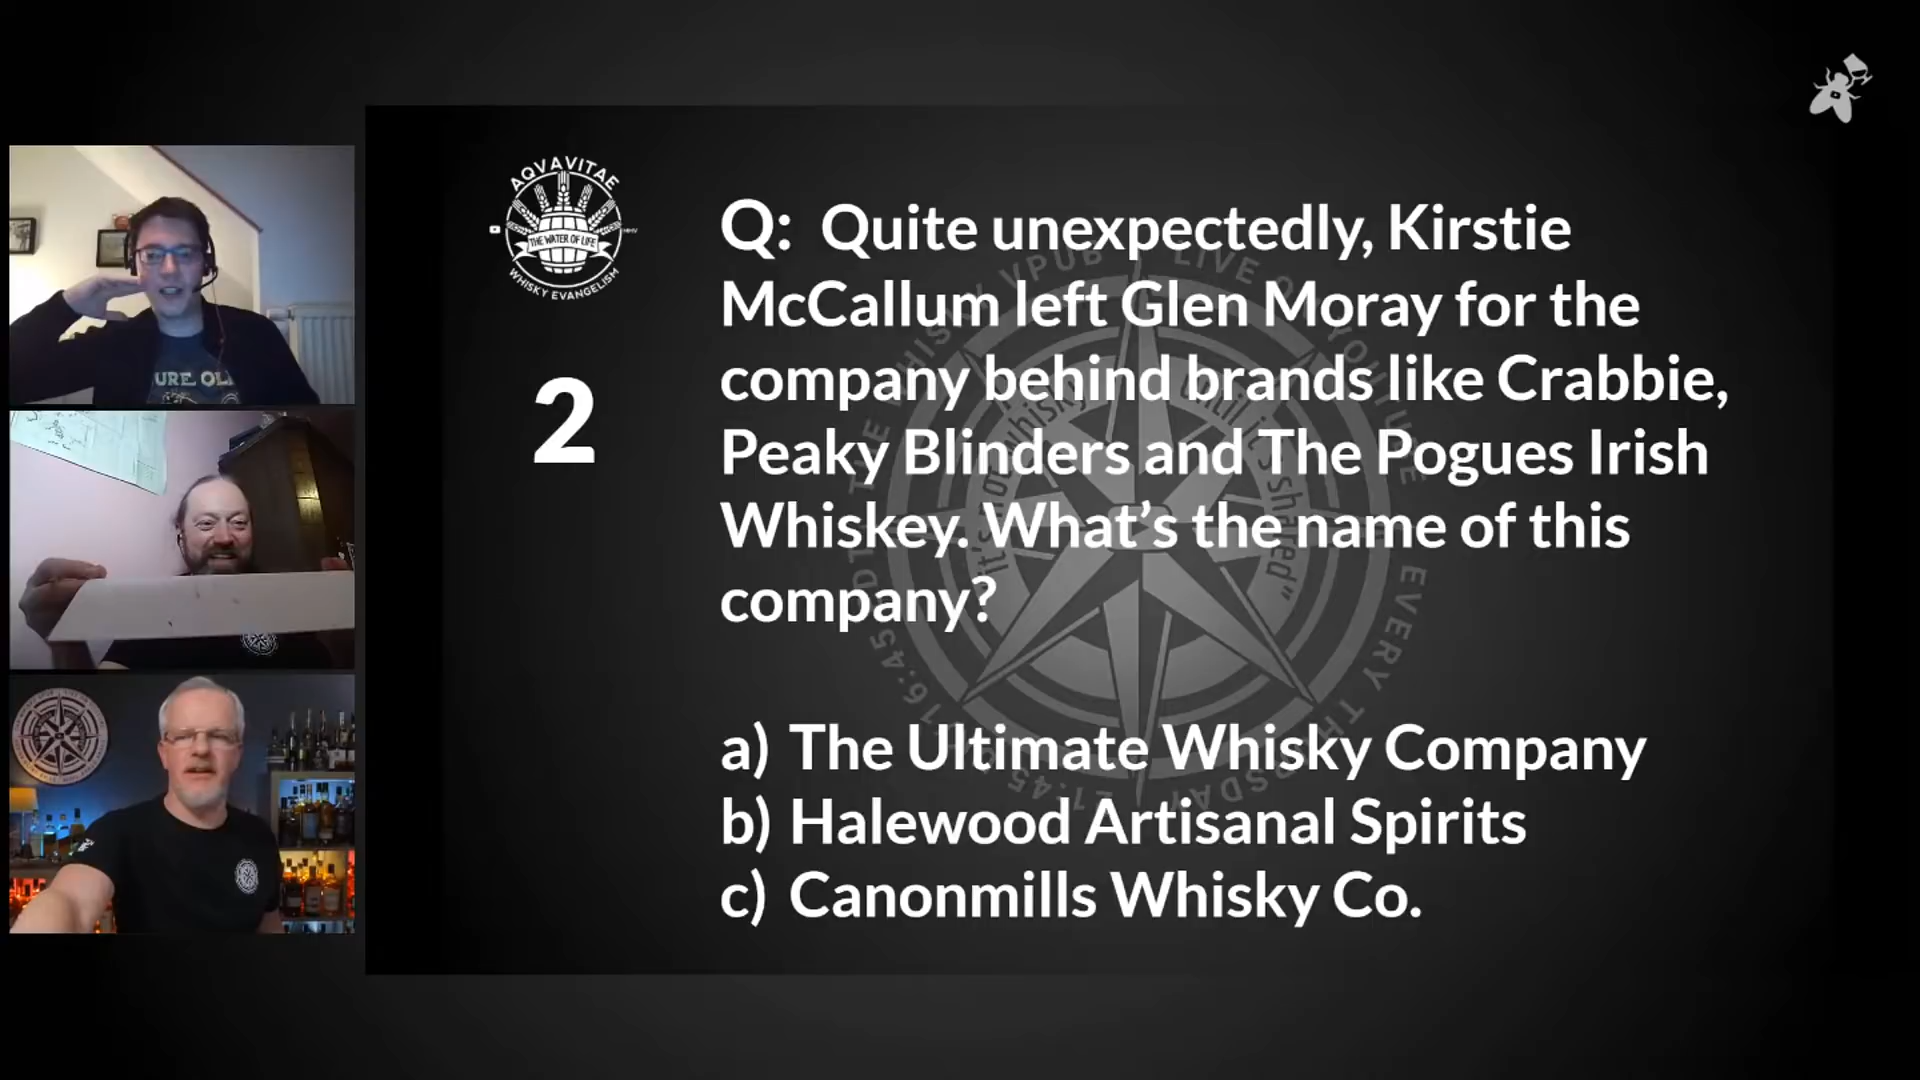 AQVAVITAE
THE WATER OF LIFE
WHISKY EVANGELISM
2
Q: Quite unexpectedly, Kirstie
McCallum left Glen Moray for the
company behind brands like Crabbie,
Peaky Blinders and The Pogues Irish
Whiskey. What’s the name of this
company?
a) The Ultimate Whisky Company
b) Halewood Artisanal Spirits
c) Canonmills Whisky Co.
URE OL